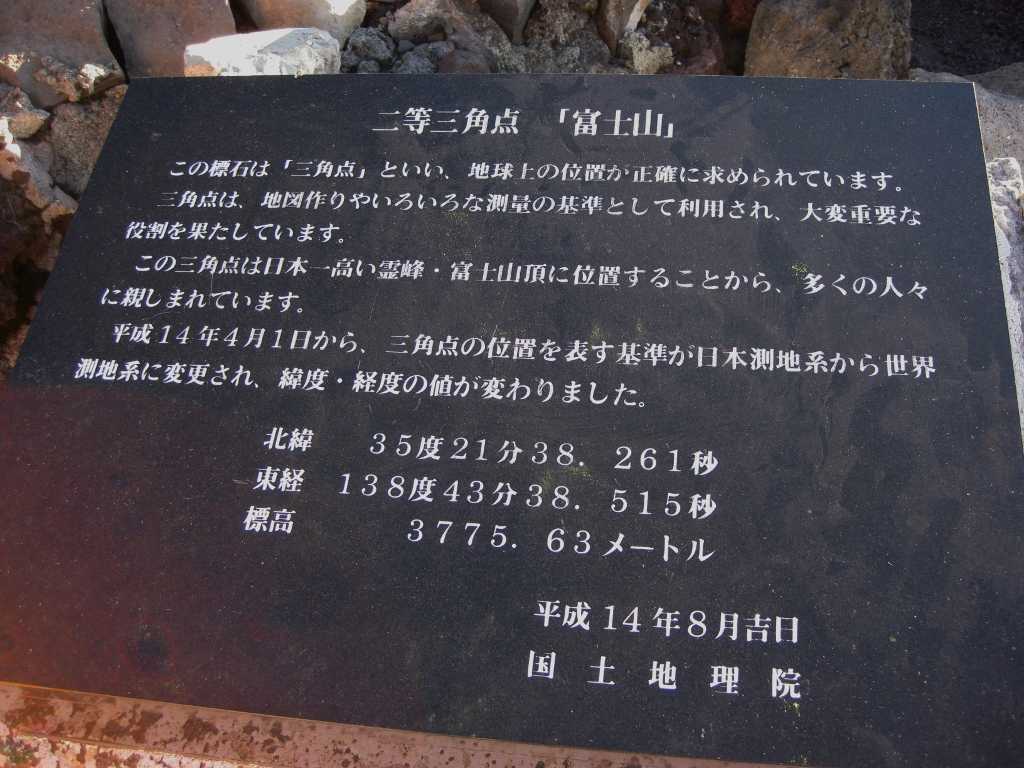 二等三角点 「富士山」
この標石は「三角点」といい、地球上の位置が正確に求められています。
三角点は、地図作りやいろいろな測量の基準として利用され、大変重要な
役割を果たしています。
この三角点は日本一高い霊峰・富士山頂に位置することから、多くの人々
に親しまれています。
平成14年4月1日から、三角点の位置を表す基準が日本測地系から世界
測地系に変更され、緯度・経度の値が変わりました。
北緯 35度21分38.261秒
東経 138度43分38.515秒
標高 3775.63メートル
平成14年8月吉日
国土地理院